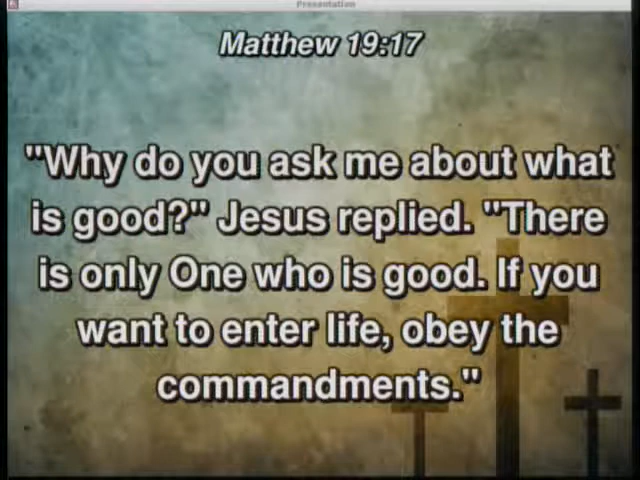 Presentation
Matthew 19:17
"Why do you ask me about what
is good?" Jesus replied. "There
is only One who is good. If you
want to enter life, obey the
commandments."